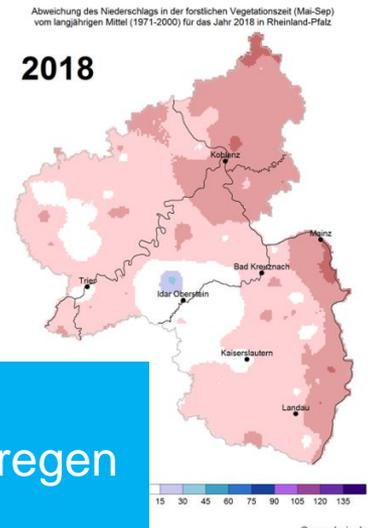 Abweichung des Niederschlags in der forstlichen Vegetationszeit (Mai-Sep)
vom langjährigen Mittel (1971-2000) für das Jahr 2018 in Rheinland-Pfalz
2018
Koblenz
Mainz
Bad Kreuznach
Trier
Idar Oberstein
Kaiserslautern
Landau
regen
15 30 45 60 75 90 105 120 135